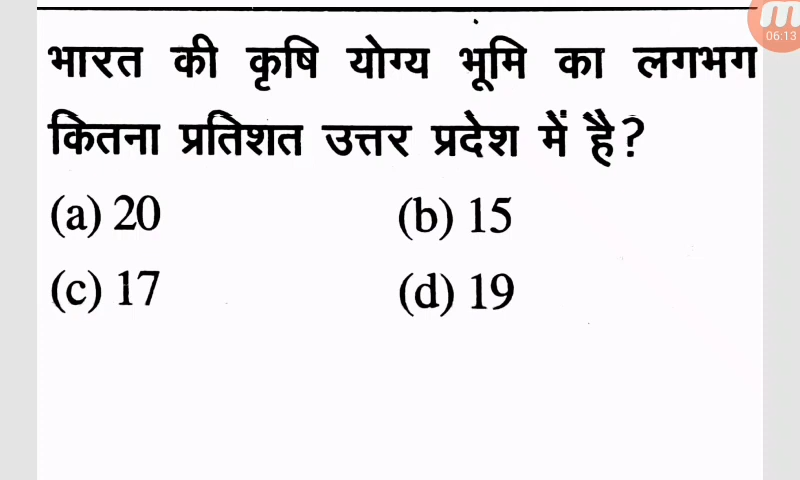 06:13
भारत की कृषि योग्य भूमि का लगभग
कितना प्रतिशत उत्तर प्रदेश में है?
(a) 20 (b) 15
(c) 17 (d) 19